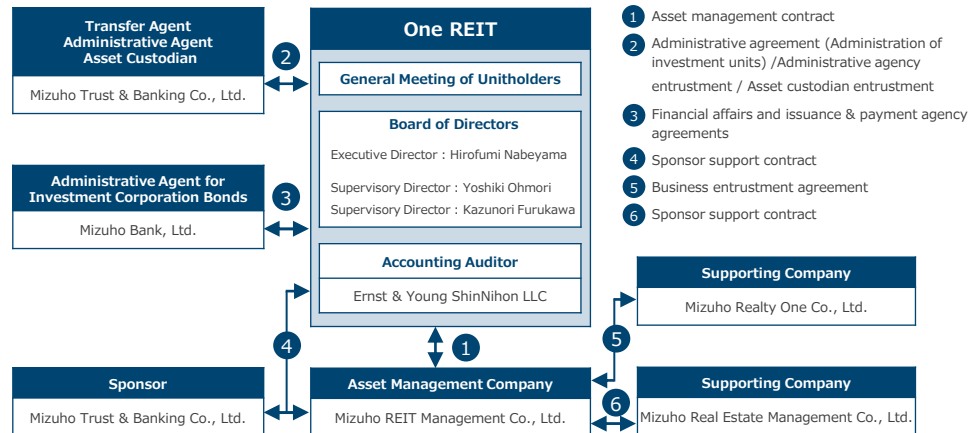 Transfer Agent
Administrative Agent
Asset Custodian
Mizuho Trust & Banking Co., Ltd.
2
Administrative Agent for
Investment Corporation Bonds
Mizuho Bank, Ltd.
3
One REIT
General Meeting of Unitholders
Board of Directors
Executive Director : Hirofumi Nabeyama
Supervisory Director : Yoshiki Ohmori
Supervisory Director : Kazunori Furukawa
Accounting Auditor
Ernst & Young ShinNihon LLC
1 Asset management contract
2 Administrative agreement (Administration of
investment units) /Administrative agency
entrustment / Asset custodian entrustment
3 Financial affairs and issuance & payment agency
agreements
4 Sponsor support contract
5 Business entrustment agreement
6 Sponsor support contract
4
1
5
Supporting Company
Mizuho Realty One Co., Ltd.
Sponsor
Mizuho Trust & Banking Co., Ltd.
Asset Management Company
Mizuho REIT Management Co., Ltd.
6
Supporting Company
Mizuho Real Estate Management Co., Ltd.